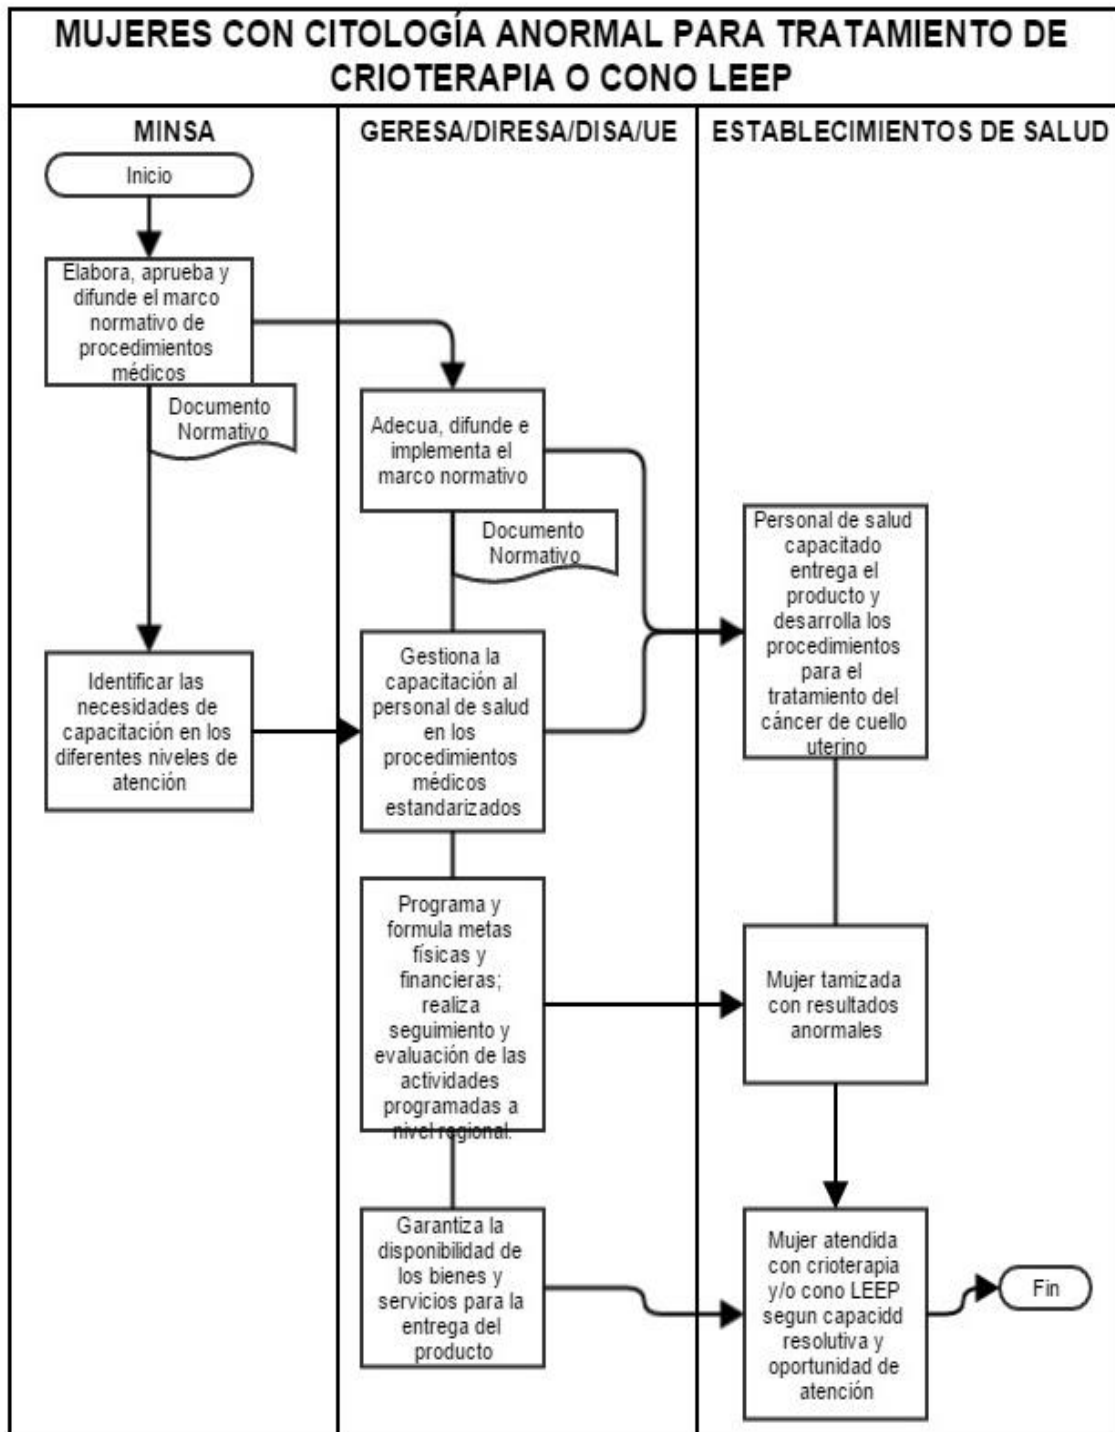 MUJERES CON CITOLOGÍA ANORMAL PARA TRATAMIENTO DE
CRIOTERAPIA O CONO LEEP
MINSA
GERESA/DIRESA/DISA/UE
ESTABLECIMIENTOS DE SALUD
Inicio
Elabora, aprueba y
difunde el marco
normativo de
procedimientos
médicos
Documento
Normativo
Identificar las
necesidades de
capacitación en los
diferentes niveles de
atención
Adecua, difunde e
implementa el
marco normativo
Documento
Normativo
Gestiona la
capacitación al
personal de salud
en los
procedimientos
médicos
estandarizados
Programa y
formula metas
físicas y
financieras;
realiza
seguimiento y
evaluación de las
actividades
programadas a
nivel regional.
Garantiza la
disponibilidad de
los bienes y
servicios para la
entrega del
producto
Personal de salud
capacitado
entrega el
producto y
desarrolla los
procedimientos
para el
tratamiento del
cáncer de cuello
uterino
Mujer tamizada
con resultados
anormales
Mujer atendida
con crioterapia
y/o cono LEEP
segun capacidd
resolutiva y
oportunidad de
atención
Fin